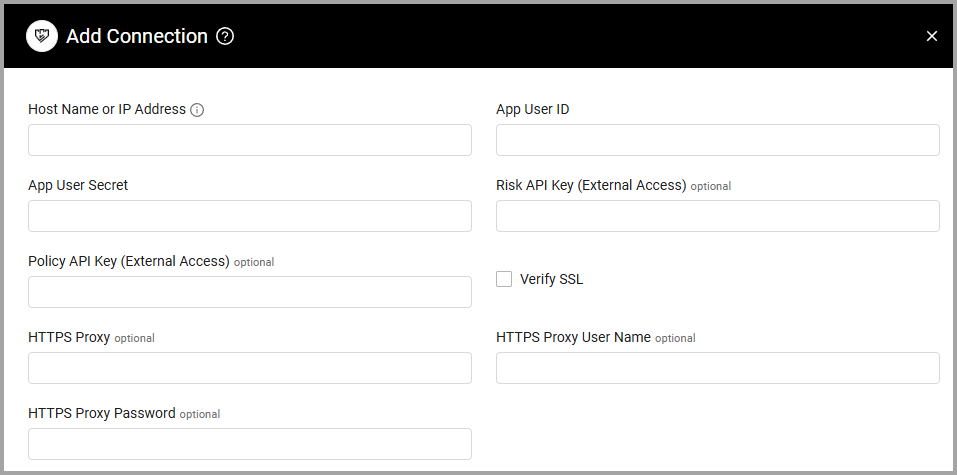 Add Connection
Host Name or IP Address
App User ID
App User Secret
Risk API Key (External Access) optional
Policy API Key (External Access) optional
Verify SSL
HTTPS Proxy optional
HTTPS Proxy User Name optional
HTTPS Proxy Password optional